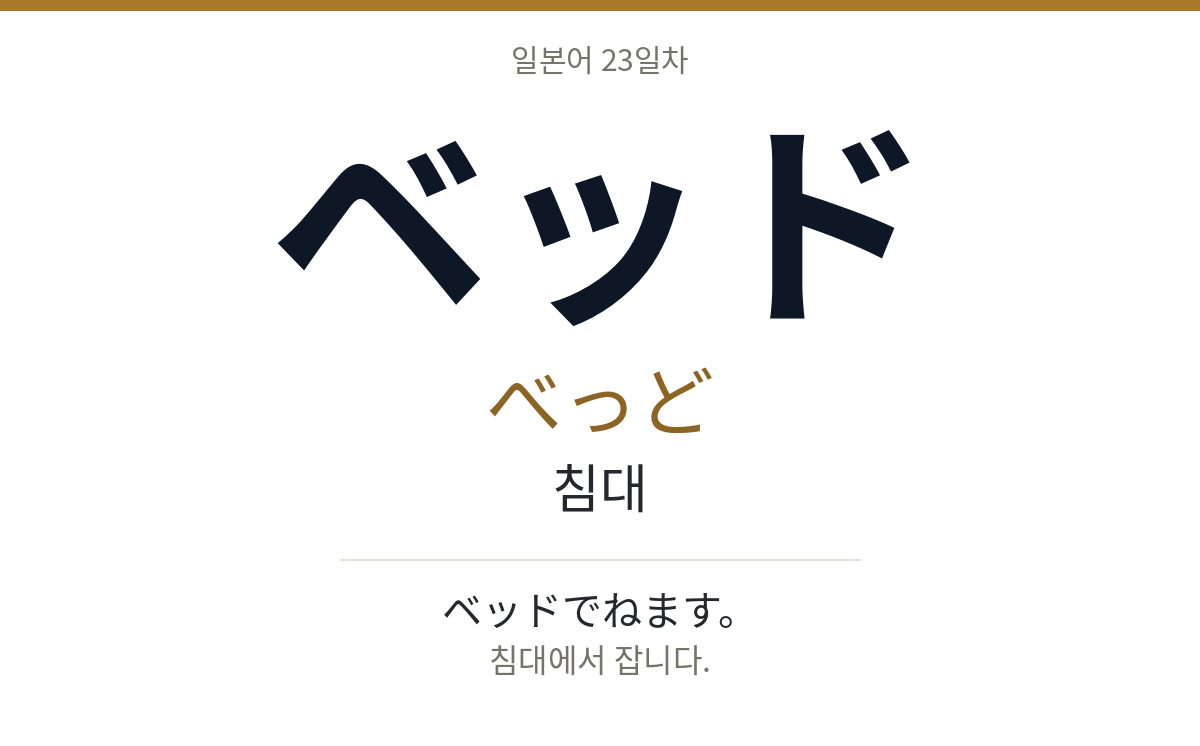 일본어 23일차
ベッド
べっど
침대
ベッドでねます。
침대에서 잡니다.